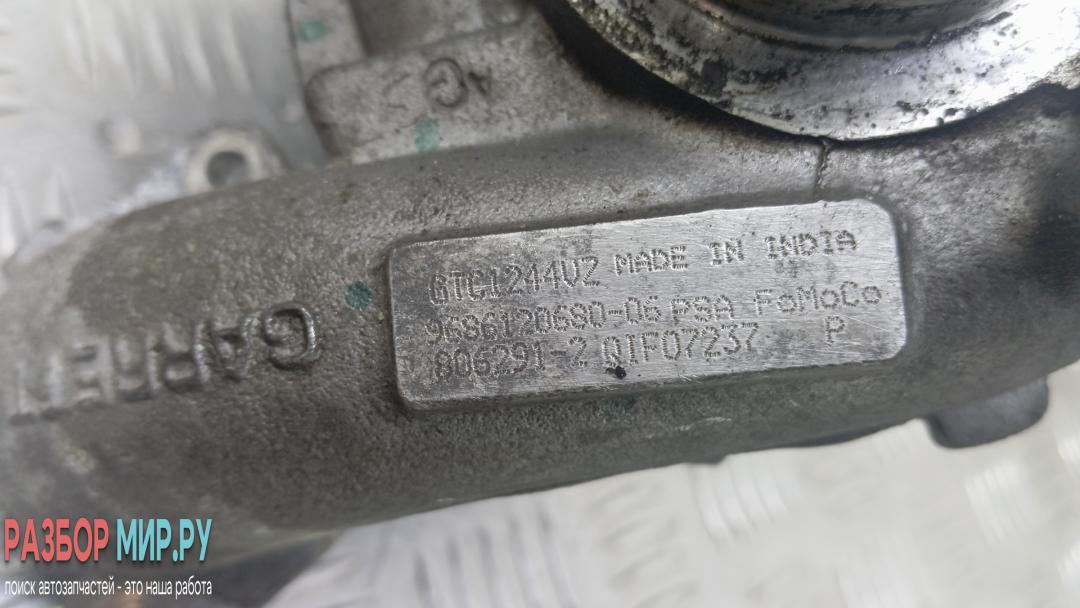 GTC1244VZ MADE IN INDIA
9686120680-06 PSA FoMoCo
806291-2 QIF07237 P
GARRETT
РАЗБОР МИР.РУ
поиск автозапчастей - это наша работа